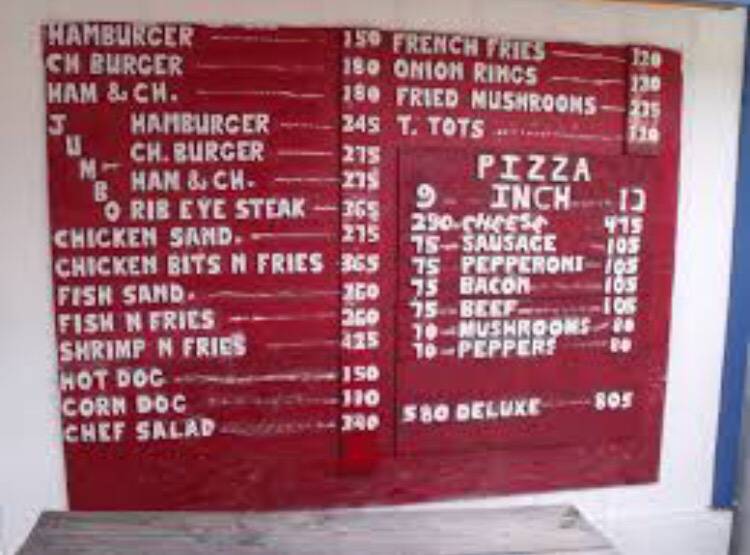 HAMBURGER 150
CH BURGER 180
HAM & CH. 180
JUMBO
HAMBURGER 245
CH. BURGER 275
HAM & CH. 275
RIB EYE STEAK 365
CHICKEN SAND. 275
CHICKEN BITS N FRIES 365
FISH SAND. 260
FISH N FRIES 360
SHRIMP N FRIES 425
HOT DOG 150
CORN DOG 110
CHEF SALAD 340
FRENCH FRIES 120
ONION RINGS 130
FRIED MUSHROOMS 235
T. TOTS 130
PIZZA
9 INCH 13
290 CHEESE 475
75 SAUSAGE 105
75 PEPPERONI 105
75 BACON 105
75 BEEF 105
70 MUSHROOMS 80
70 PEPPERS 80
580 DELUXE 805